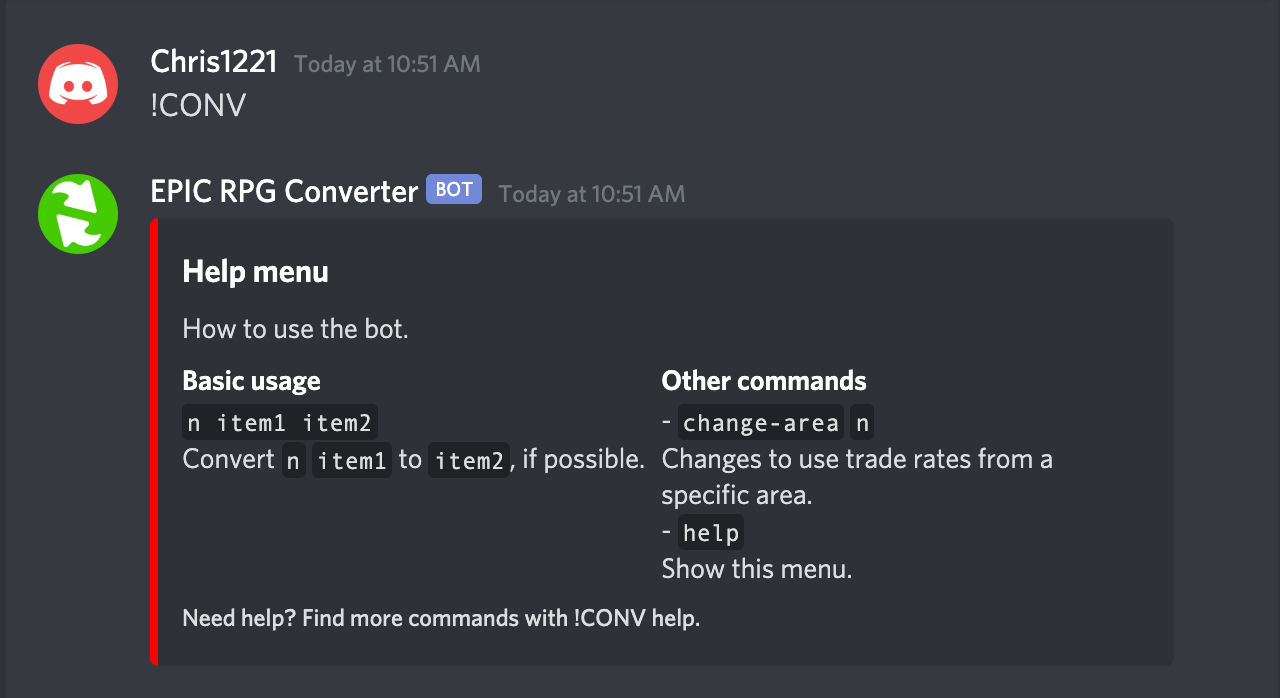 Chris1221 Today at 10:51 AM
!CONV
EPIC RPG Converter BOT Today at 10:51 AM
Help menu
How to use the bot.
Basic usage
n item1 item2
Convert n item1 to item2, if possible.
Other commands
- change-area n
Changes to use trade rates from a
specific area.
- help
Show this menu.
Need help? Find more commands with !CONV help.